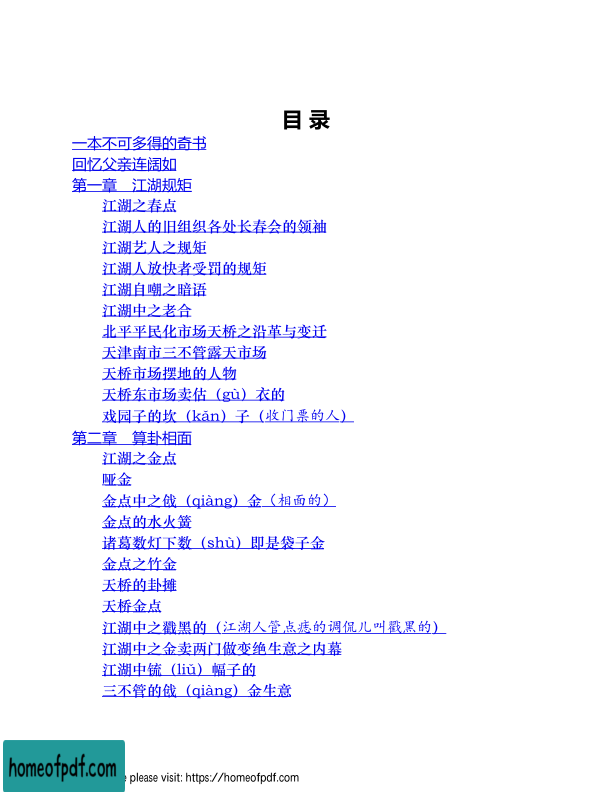 目 录
一本不可多得的奇书
回忆父亲连阔如
第一章 江湖规矩
江湖之春点
江湖人的旧组织各处长春会的领袖
江湖艺人之规矩
江湖人放快者受罚的规矩
江湖自嘲之暗语
江湖中之老合
北平平民化市场天桥之沿革与变迁
天津南市三不管露天市场
天桥市场摆地的人物
天桥东市场卖估（gù）衣的
戏园子的坎（kǎn）子（收门票的人）
第二章 算卦相面
江湖之金点
哑金
金点中之戗（qiàng）金（相面的）
金点的水火簧
诸葛数灯下数（shù）即是袋子金
金点之竹金
天桥的卦摊
天桥金点
江湖中之戳黑的（江湖人管点痣的调侃儿叫戳黑的）
江湖中之金卖两门做变绝生意之内幕
江湖中锍（liǔ）幅子的
三不管的戗（qiàng）金生意
homeofpdf.com
e please visit: https://homeofpdf.com